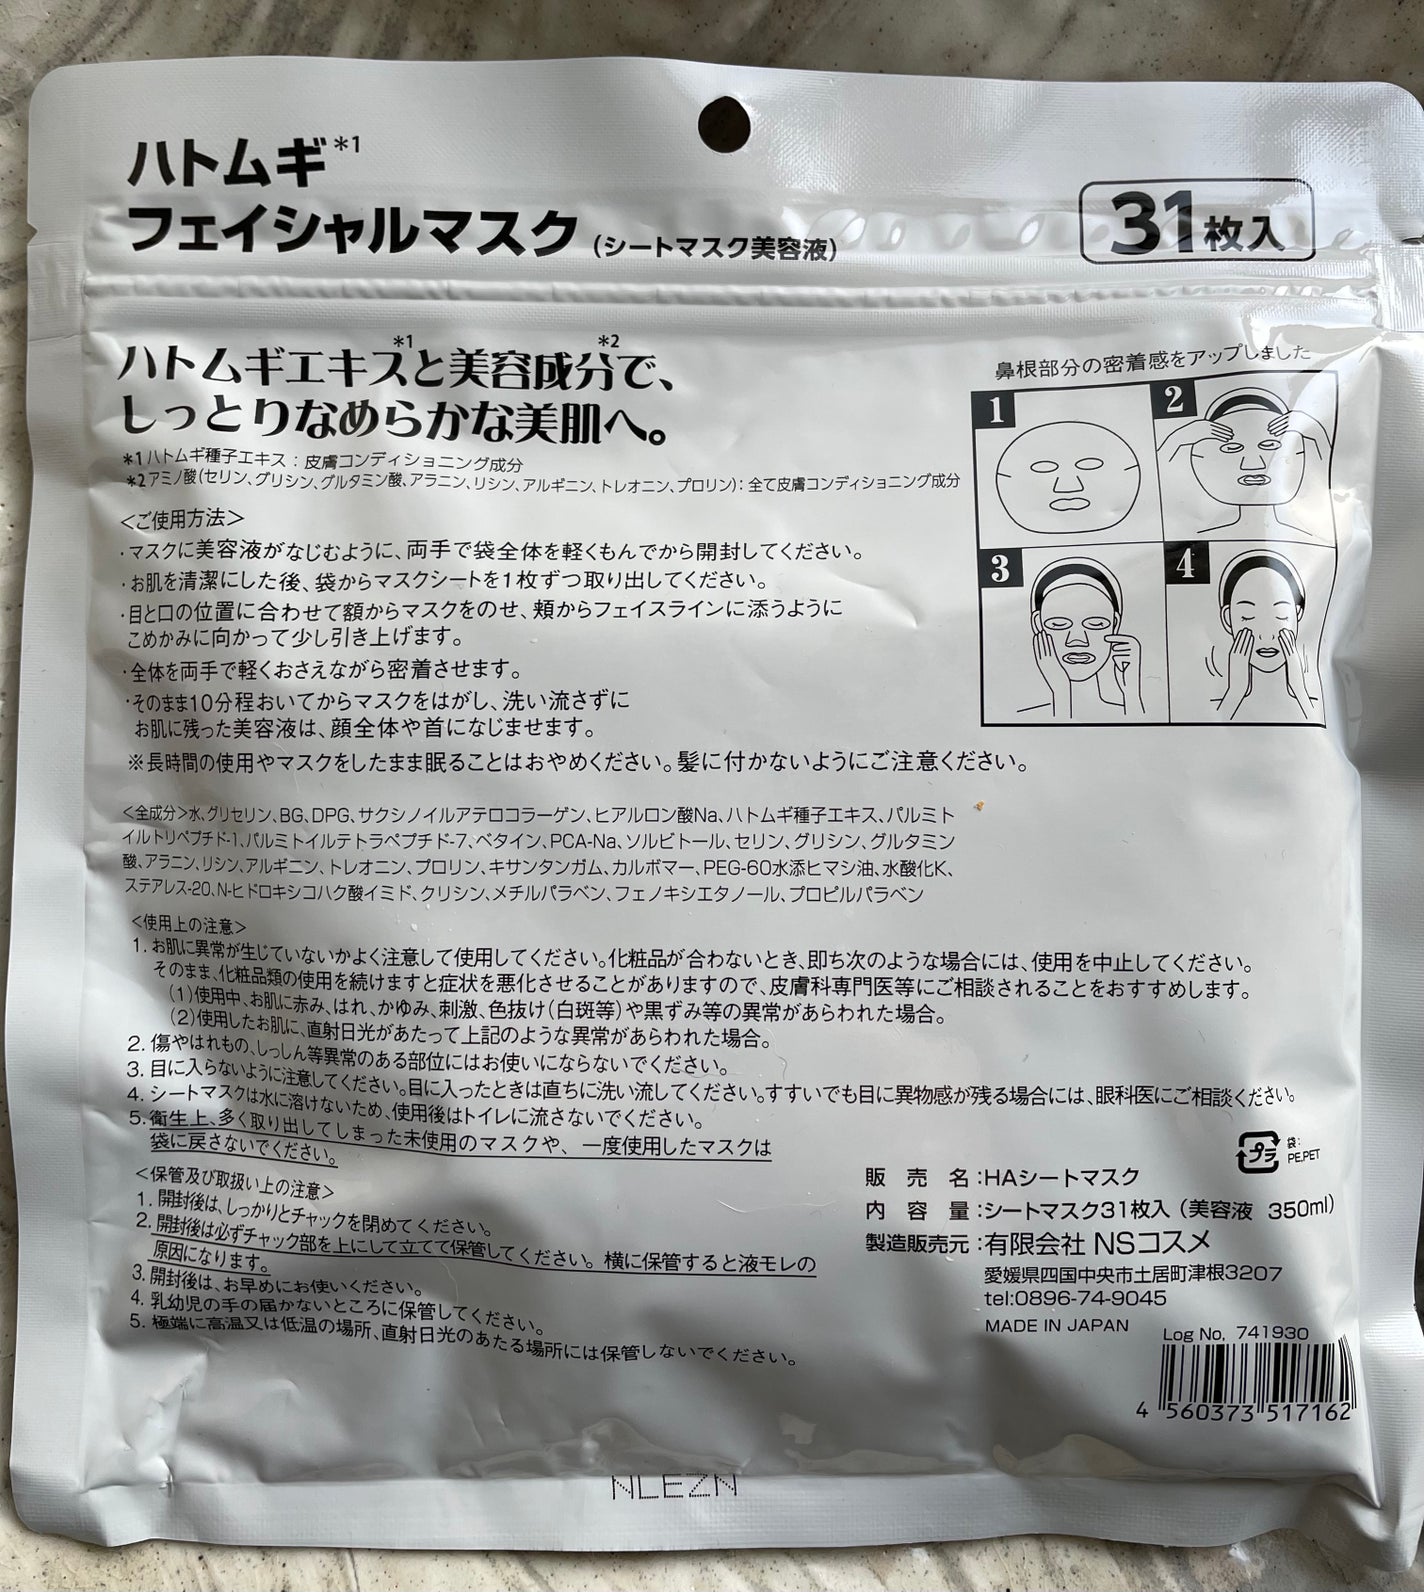 ハトムギ*1
フェイシャルマスク(シートマスク美容液)
31枚入
ハトムギエキス*1と美容成分*2で、
しっとりなめらかな美肌へ。
*1ハトムギ種子エキス:皮膚コンディショニング成分
*2アミノ酸(セリン、グリシン、グルタミン酸、アラニン、リシン、アルギニン、トレオニン、プロリン):全て皮膚コンディショニング成分
鼻根部分の密着感をアップしました
1
2
3
4
<ご使用方法>
・マスクに美容液がなじむように、両手で袋全体を軽くもんでから開封してください。
・お肌を清潔にした後、袋からマスクシートを1枚ずつ取り出してください。
・目と口の位置に合わせて額からマスクをのせ、頬からフェイスラインに添うように
こめかみに向かって少し引き上げます。
・全体を両手で軽くおさえながら密着させます。
・そのまま10分程おいてからマスクをはがし、洗い流さずに
お肌に残った美容液は、顔全体や首になじませます。
※長時間の使用やマスクをしたまま眠ることはおやめください。髪に付かないようにご注意ください。
<全成分>水、グリセリン、BG、DPG、サクシノイルアテロコラーゲン、ヒアルロン酸Na、ハトムギ種子エキス、パルミト
イルトリペプチド-1、パルミトイルテトラペプチド-7、ベタイン、PCA-Na、ソルビトール、セリン、グリシン、グルタミン
酸、アラニン、リシン、アルギニン、トレオニン、プロリン、キサンタンガム、カルボマー、PEG-60水添ヒマシ油、水酸化K、
ステアレス-20、N-ヒドロキシコハク酸イミド、クリシン、メチルパラベン、フェノキシエタノール、プロピルパラベン
<使用上の注意>
1. お肌に異常が生じていないかよく注意して使用してください。化粧品が合わないとき、即ち次のような場合には、使用を中止してください。
そのまま、化粧品類の使用を続けますと症状を悪化させることがありますので、皮膚科専門医等にご相談されることをおすすめします。
(1)使用中、お肌に赤み、はれ、かゆみ、刺激、色抜け(白斑等)や黒ずみ等の異常があらわれた場合。
(2)使用したお肌に、直射日光があたって上記のような異常があらわれた場合。
2. 傷やはれもの、しっしん等異常のある部位にはお使いにならないでください。
3. 目に入らないように注意してください。目に入ったときは直ちに洗い流してください。すすいでも目に異物感が残る場合には、眼科医にご相談ください。
4. シートマスクは水に溶けないため、使用後はトイレに流さないでください。
5. 衛生上、多く取り出してしまった未使用のマスクや、一度使用したマスクは
袋に戻さないでください。
<保管及び取扱い上の注意>
1. 開封後は、しっかりとチャックを閉めてください。
2. 開封後は必ずチャック部を上にして立てて保管してください。横に保管すると液モレの
原因になります。
3. 開封後は、お早めにお使いください。
4. 乳幼児の手の届かないところに保管してください。
5. 極端に高温又は低温の場所、直射日光のあたる場所には保管しないでください。
プラ
袋:
PE,PET
販売名:HAシートマスク
内容量:シートマスク31枚入(美容液 350ml)
製造販売元:有限会社 NSコスメ
愛媛県四国中央市土居町津根3207
tel:0896-74-9045
MADE IN JAPAN
Log No, 741930
4 560373 517162
NLEZN